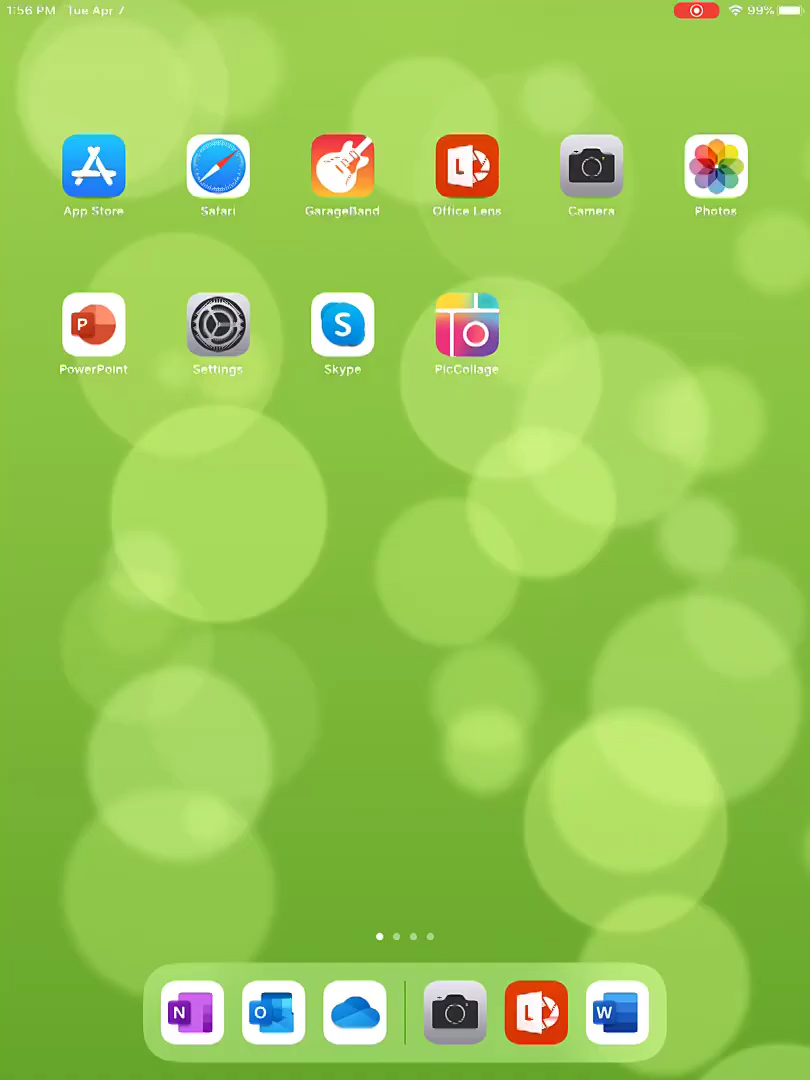 1:56 PM Tue Apr 7
99%
App Store Safari GarageBand Office Lens Camera Photos
L
P
S
PowerPoint Settings Skype PicCollage
N O L W